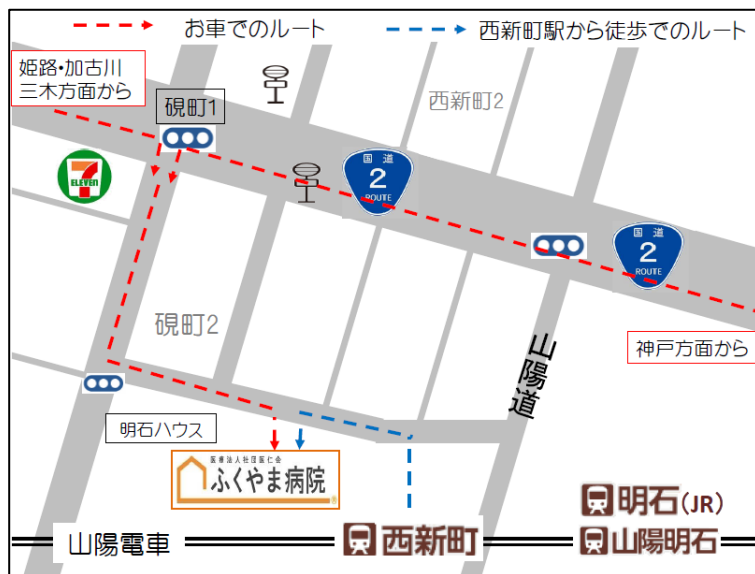 お車でのルート
西新町駅から徒歩でのルート
姫路・加古川
三木方面から
硯町1
西新町2
7
ELEVEN
国道
2
ROUTE
国道
2
ROUTE
硯町2
山陽道
神戸方面から
明石ハウス
医療法人社団医仁会
ふくやま病院
明石(JR)
山陽電車
西新町
山陽明石